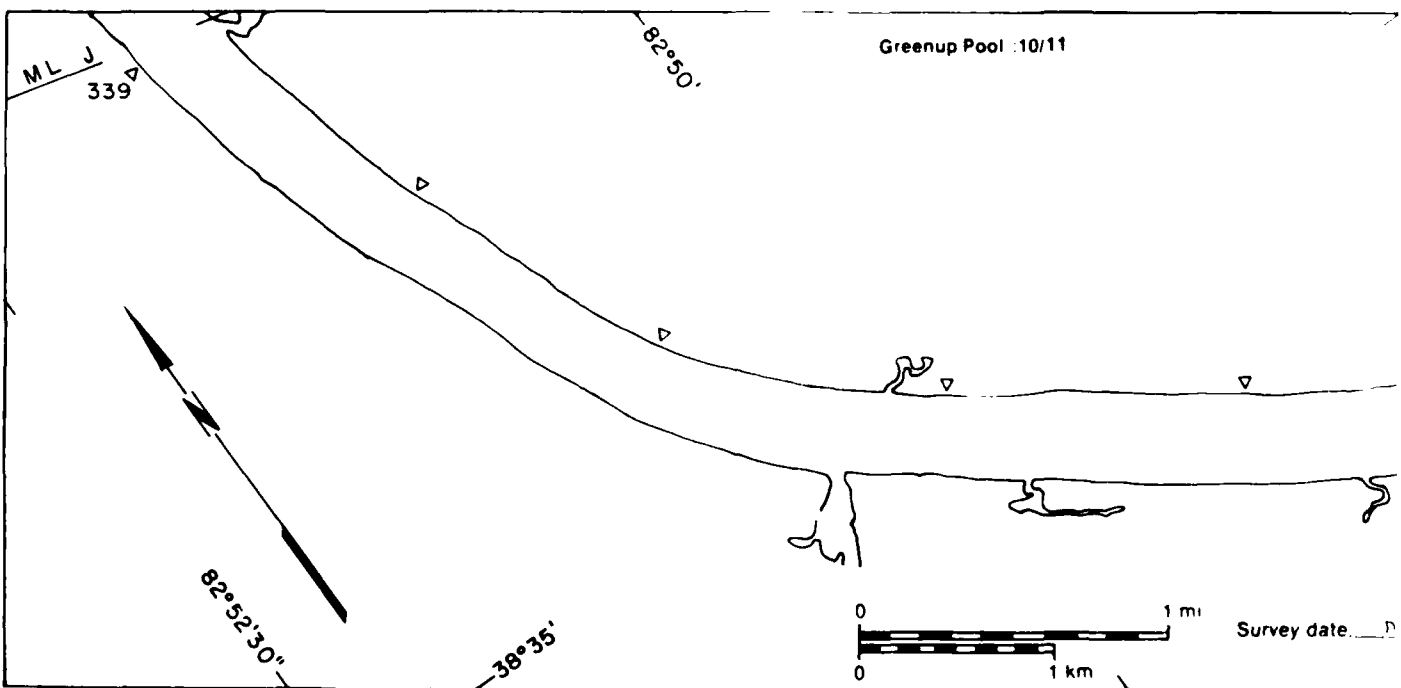 Greenup Pool :10/11
82°50'
ML J
339
N
82°52'30"
38°35'
0 1 mi
0 1 km
Survey date